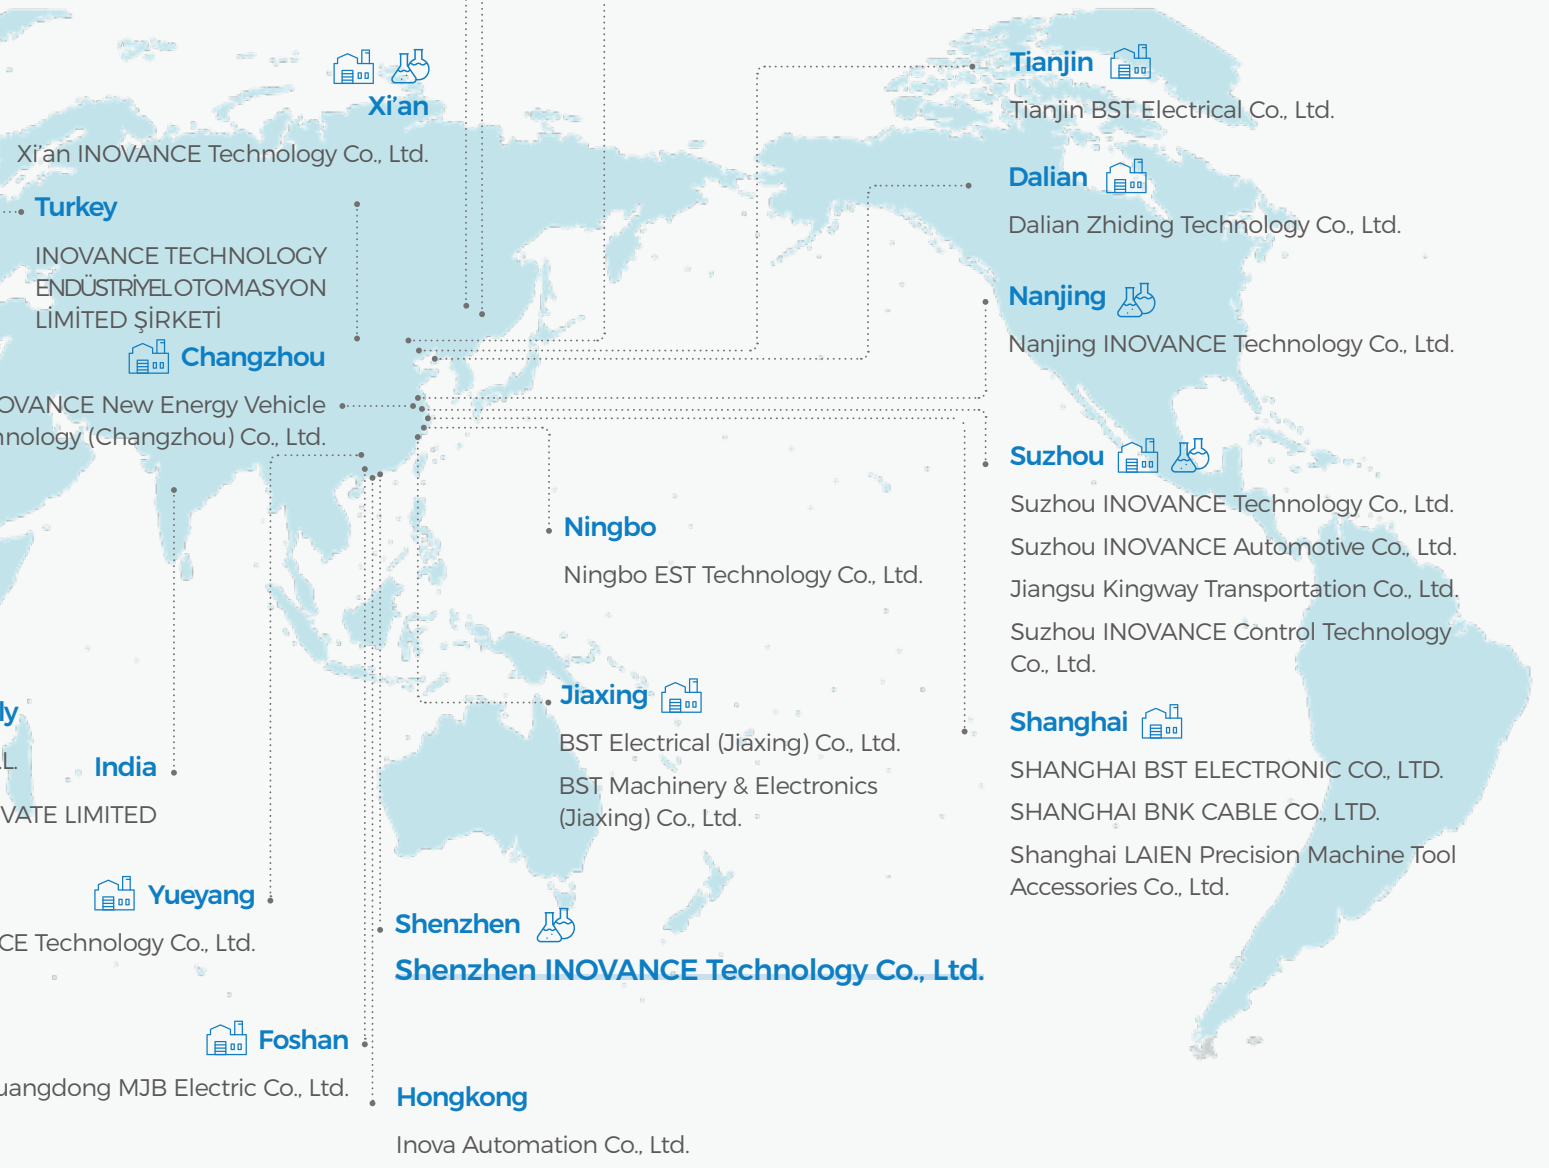 Xi'an
Xi'an INOVANCE Technology Co., Ltd.
Turkey
INOVANCE TECHNOLOGY
ENDÜSTRİYEL OTOMASYON
LİMİTED ŞİRKETİ
Changzhou
OVANCE New Energy Vehicle
hnology (Changzhou) Co., Ltd.
ly
.L.
India
VATE LIMITED
Yueyang
CE Technology Co., Ltd.
Foshan
uangdong MJB Electric Co., Ltd.
Ningbo
Ningbo EST Technology Co., Ltd.
Jiaxing
BST Electrical (Jiaxing) Co., Ltd.
BST Machinery & Electronics
(Jiaxing) Co., Ltd.
Shenzhen
Shenzhen INOVANCE Technology Co., Ltd.
Hongkong
Inova Automation Co., Ltd.
Tianjin
Tianjin BST Electrical Co., Ltd.
Dalian
Dalian Zhiding Technology Co., Ltd.
Nanjing
Nanjing INOVANCE Technology Co., Ltd.
Suzhou
Suzhou INOVANCE Technology Co., Ltd.
Suzhou INOVANCE Automotive Co., Ltd.
Jiangsu Kingway Transportation Co., Ltd.
Suzhou INOVANCE Control Technology
Co., Ltd.
Shanghai
SHANGHAI BST ELECTRONIC CO., LTD.
SHANGHAI BNK CABLE CO., LTD.
Shanghai LAIEN Precision Machine Tool
Accessories Co., Ltd.